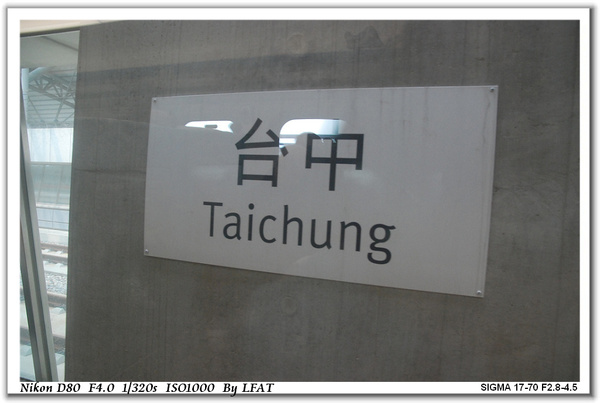 台中
Taichung
Nikon D80 F4.0 1/320s ISO1000 By LFAT
SIGMA 17-70 F2.8-4.5